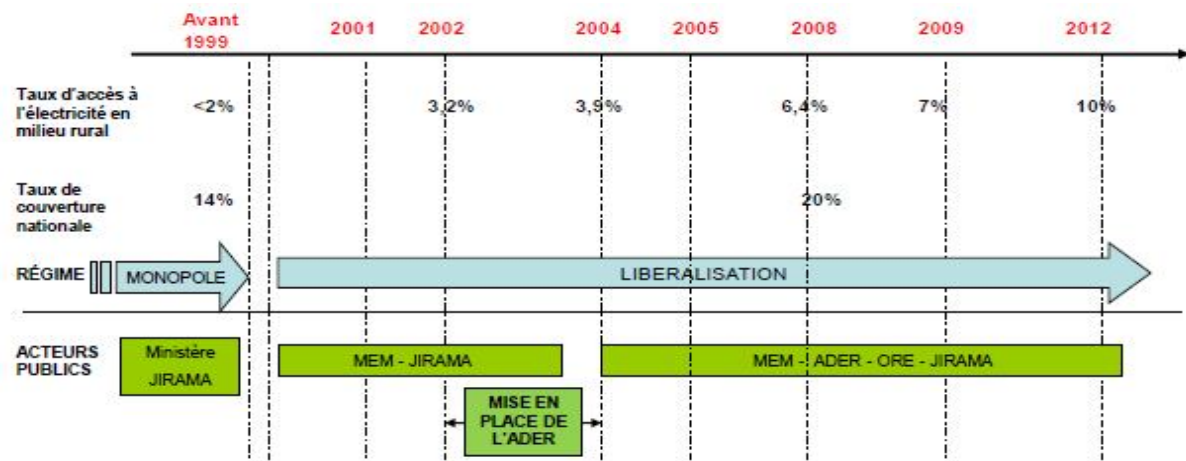 Avant 1999 2001 2002 2004 2005 2008 2009 2012
Taux d'accès à
l'électricité en
milieu rural
<2% 3,2% 3,9% 6,4% 7% 10%
Taux de
couverture
nationale
14% 20%
RÉGIME MONOPOLE LIBERALISATION
ACTEURS
PUBLICS
Ministère
JIRAMA
MEM - JIRAMA
MEM - ADER - ORE - JIRAMA
MISE EN
PLACE DE
L'ADER